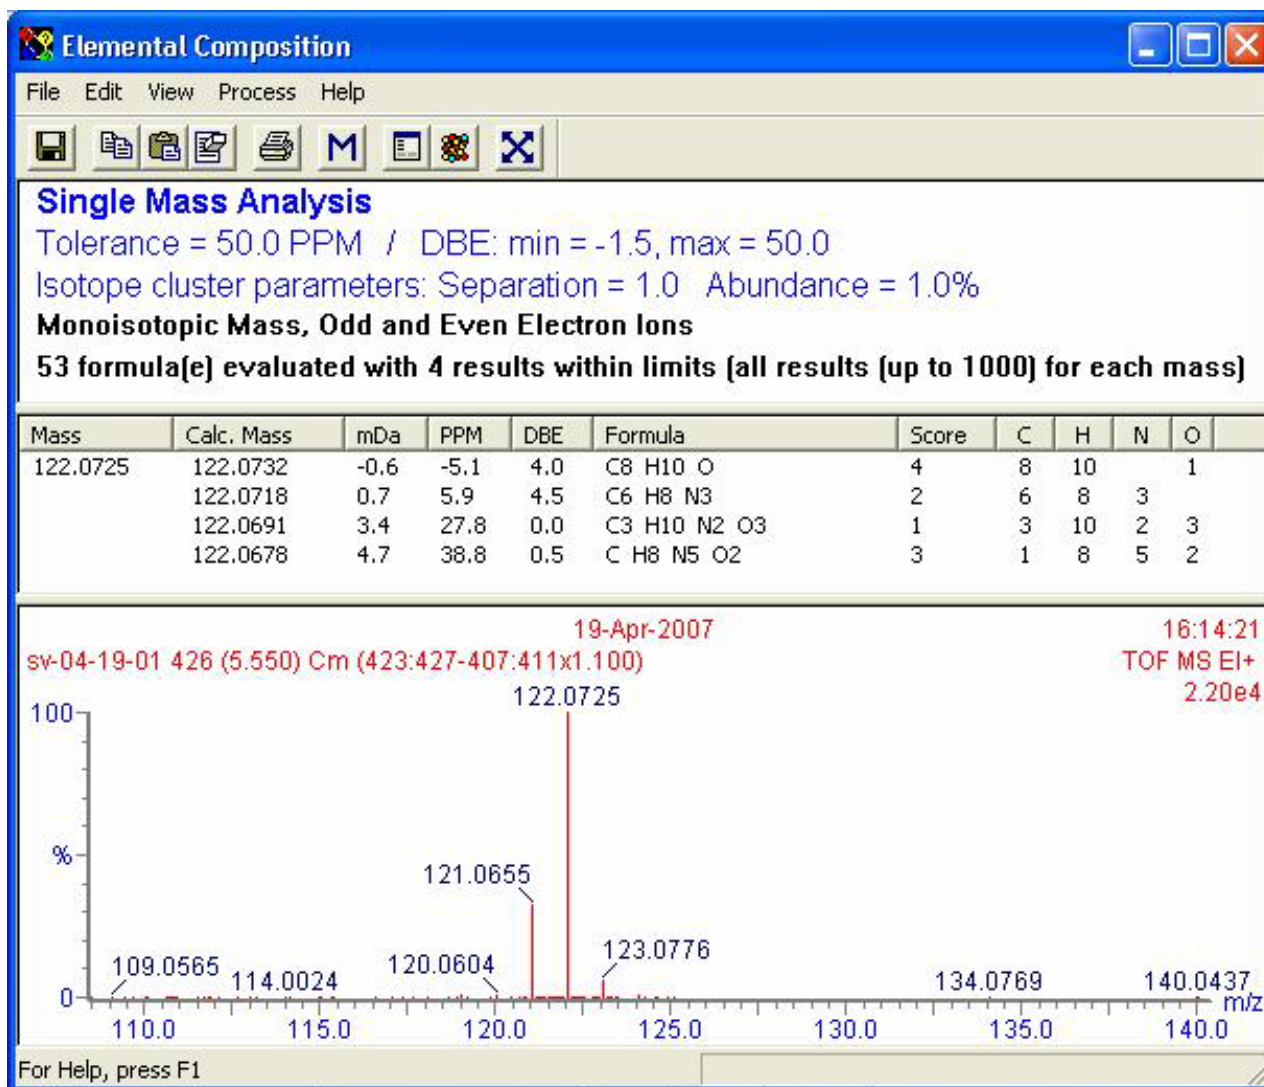 Elemental Composition
File Edit View Process Help
M
Single Mass Analysis
Tolerance = 50.0 PPM / DBE: min = -1.5, max = 50.0
Isotope cluster parameters: Separation = 1.0 Abundance = 1.0%
Monoisotopic Mass, Odd and Even Electron Ions
53 formula(e) evaluated with 4 results within limits (all results (up to 1000) for each mass)
Mass Calc. Mass mDa PPM DBE Formula Score C H N O
122.0725 122.0732 -0.6 -5.1 4.0 C8 H10 O 4 8 10 1
122.0718 0.7 5.9 4.5 C6 H8 N3 2 6 8 3
122.0691 3.4 27.8 0.0 C3 H10 N2 O3 1 3 10 2 3
122.0678 4.7 38.8 0.5 C H8 N5 O2 3 1 8 5 2
19-Apr-2007 16:14:21
sv-04-19-01 426 (5.550) Cm (423:427-407:411x1.100) TOF MS EI+
122.0725 2.20e4
100
%
121.0655
123.0776
109.0565 114.0024 120.0604 134.0769 140.0437
0
m/z
110.0 115.0 120.0 125.0 130.0 135.0 140.0
For Help, press F1